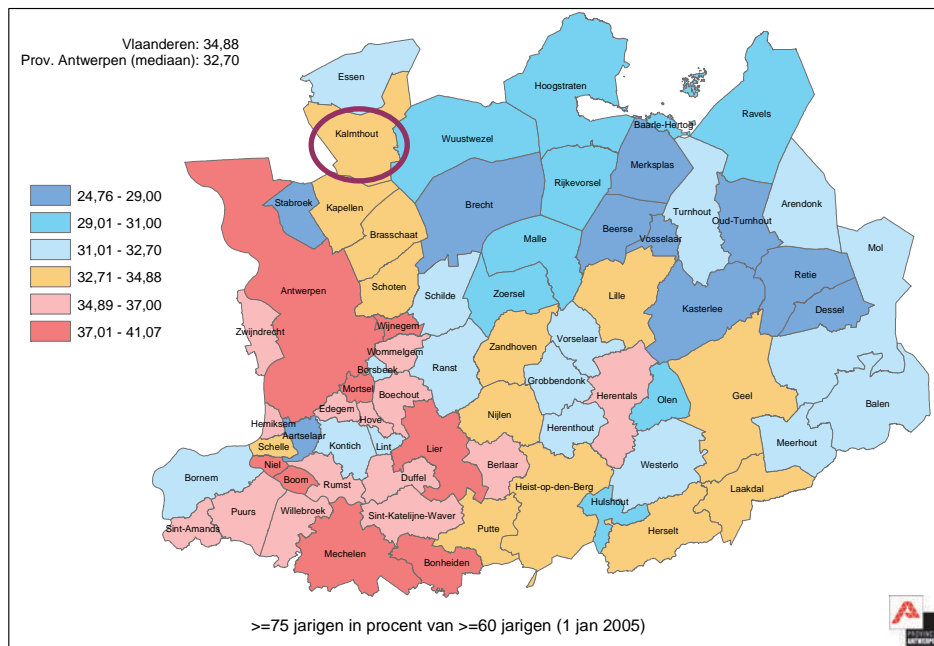 Vlaanderen: 34,88
Prov. Antwerpen (mediaan): 32,70
24,76 - 29,00
29,01 - 31,00
31,01 - 32,70
32,71 - 34,88
34,89 - 37,00
37,01 - 41,07
Essen
Hoogstraten
Ravels
Baarle-Hertog
Kalmthout
Wuustwezel
Merksplas
Rijkevorsel
Stabroek
Kapellen
Brecht
Turnhout
Arendonk
Oud-Turnhout
Beerse
Vosselaar
Brasschaat
Malle
Mol
Retie
Antwerpen
Schoten
Schilde
Zoersel
Lille
Kasterlee
Dessel
Zwijndrecht
Wijnegem
Wommelgem
Zandhoven
Vorselaar
Borsbeek
Ranst
Grobbendonk
Mortsel
Boechout
Herentals
Olen
Geel
Balen
Edegem
Hove
Nijlen
Hemiksem
Aartselaar
Herenthout
Schelle
Kontich
Lint
Lier
Meerhout
Niel
Berlaar
Westerlo
Bornem
Boom
Rumst
Duffel
Heist-op-den-Berg
Laakdal
Hulshout
Puurs
Willebroek
Sint-Katelijne-Waver
Sint-Amands
Putte
Herselt
Mechelen
Bonheiden
>=75 jarigen in procent van >=60 jarigen (1 jan 2005)
A
PROVINCIE
ANTWERPEN